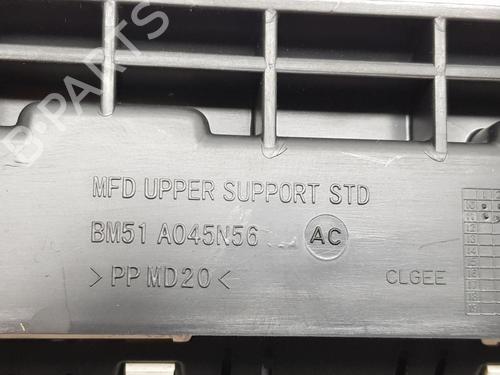 B-PARTS
MFD UPPER SUPPORT STD
BM51 A045N56 AC
>PP MD20< CLGEE